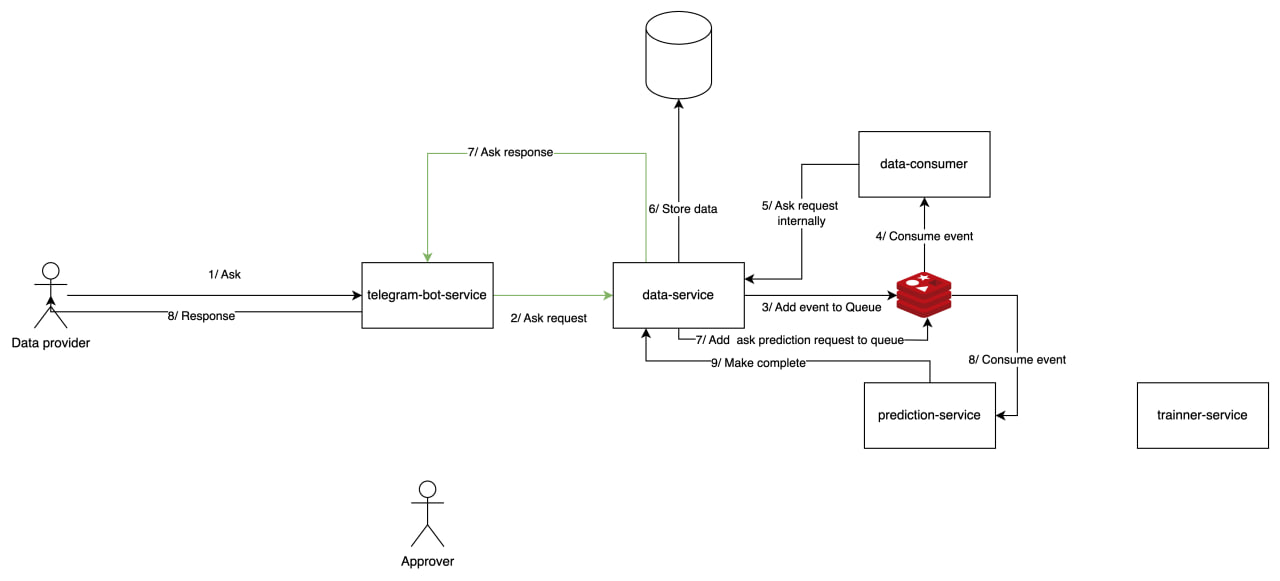 data-consumer
7/ Ask response
5/ Ask request
internally
6/ Store data
4/ Consume event
1/ Ask
telegram-bot-service
data-service
3/ Add event to Queue
8/ Response
2/ Ask request
Data provider
7/ Add  ask prediction request to queue
9/ Make complete
8/ Consume event
prediction-service
trainner-service
Approver